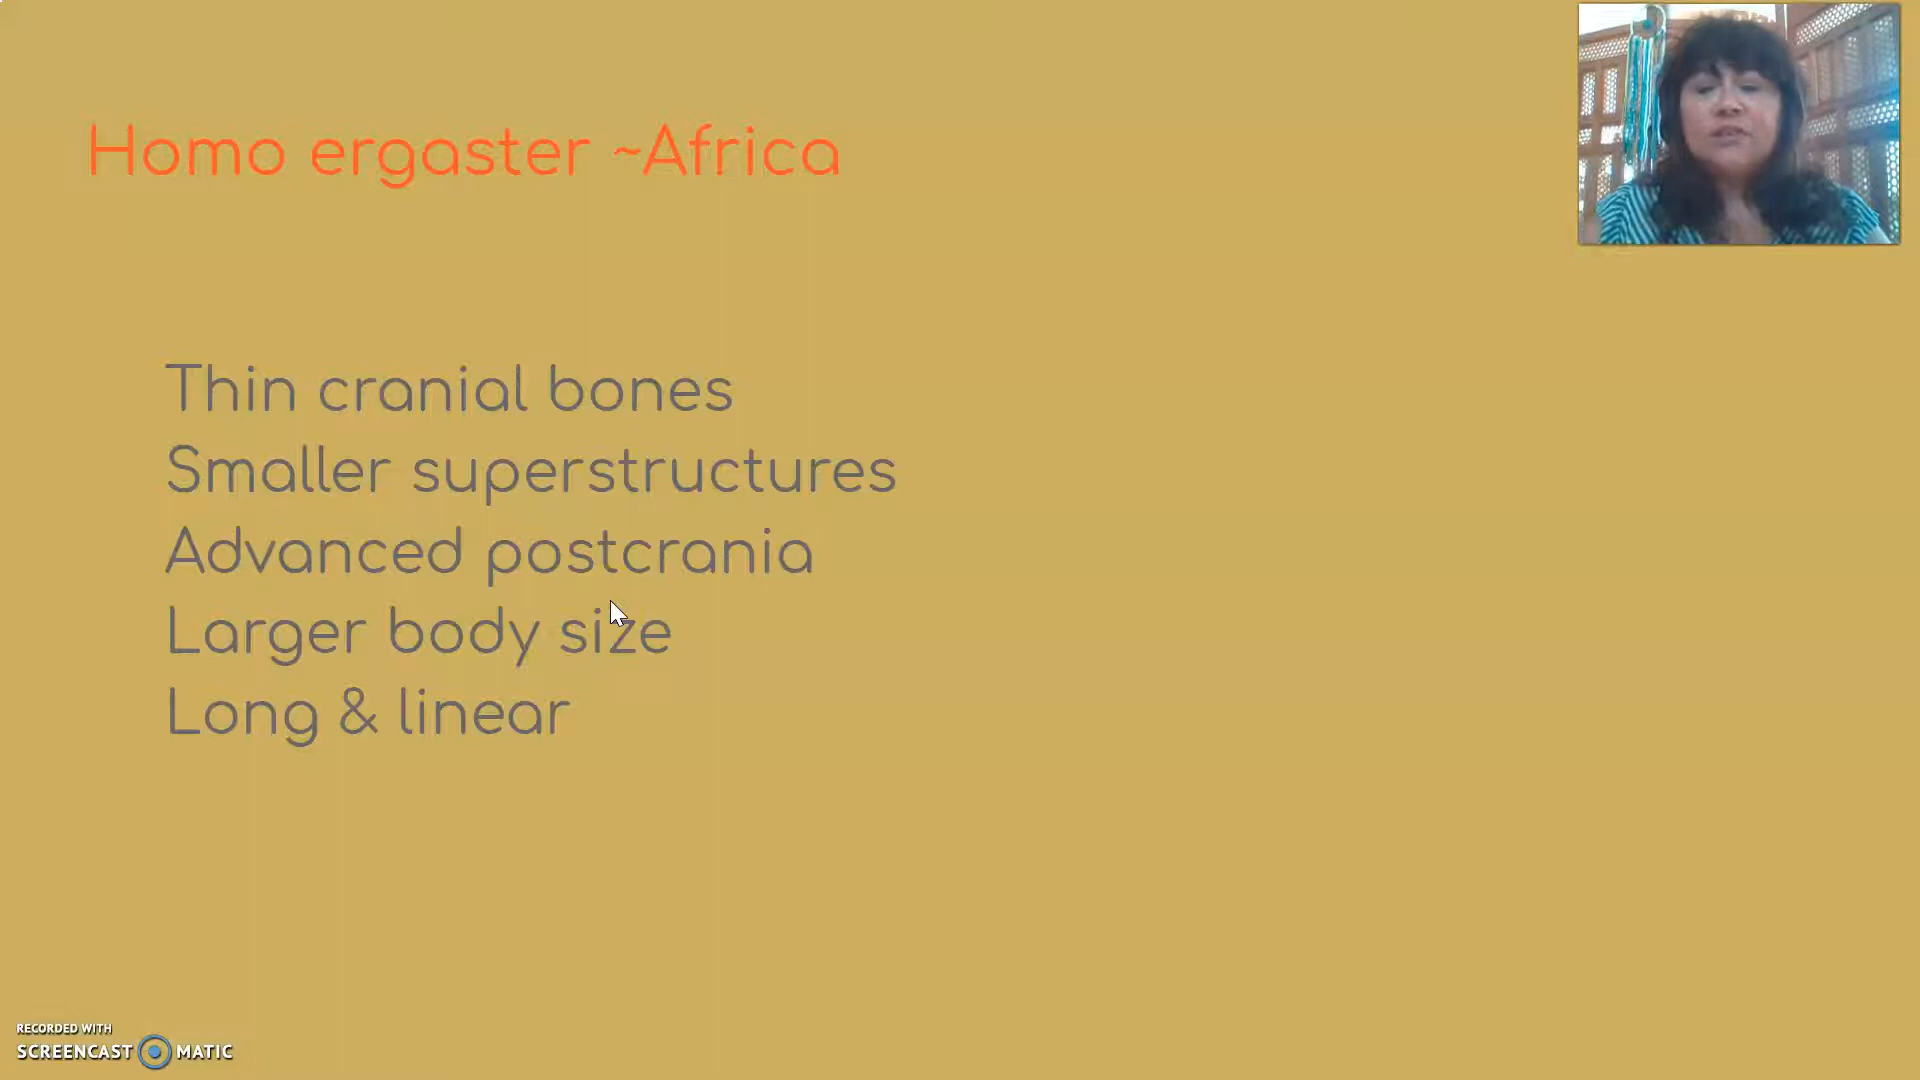 Homo ergaster ~Africa
Thin cranial bones
Smaller superstructures
Advanced postcrania
Larger body size
Long & linear
RECORDED WITH
SCREENCAST MATIC